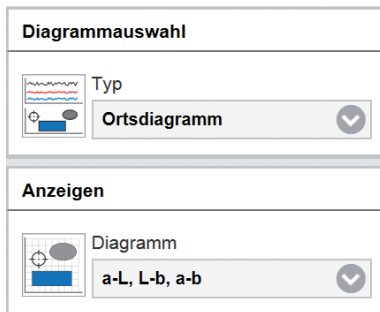 Diagrammauswahl
Typ
Ortsdiagramm
Anzeigen
Diagramm
a-L, L-b, a-b